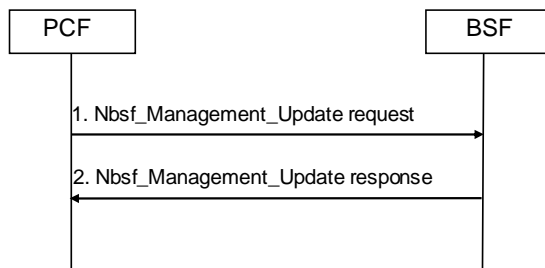 PCF
BSF
1. Nbsf_Management_Update request
2. Nbsf_Management_Update response